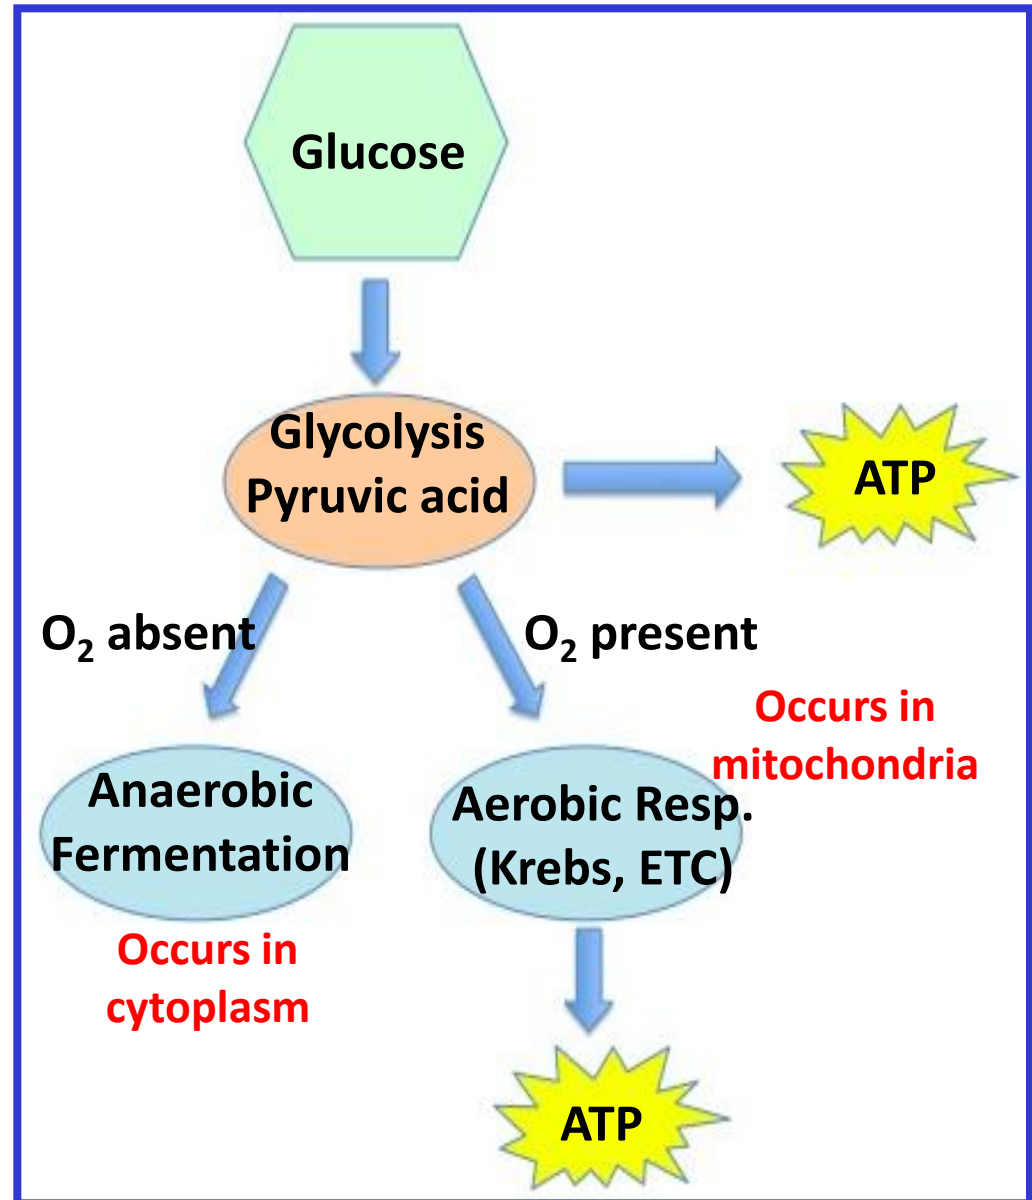 Glucose
Glycolysis
Pyruvic acid
ATP
O₂ absent
O₂ present
Occurs in
mitochondria
Anaerobic
Fermentation
Aerobic Resp.
(Krebs, ETC)
Occurs in
cytoplasm
ATP